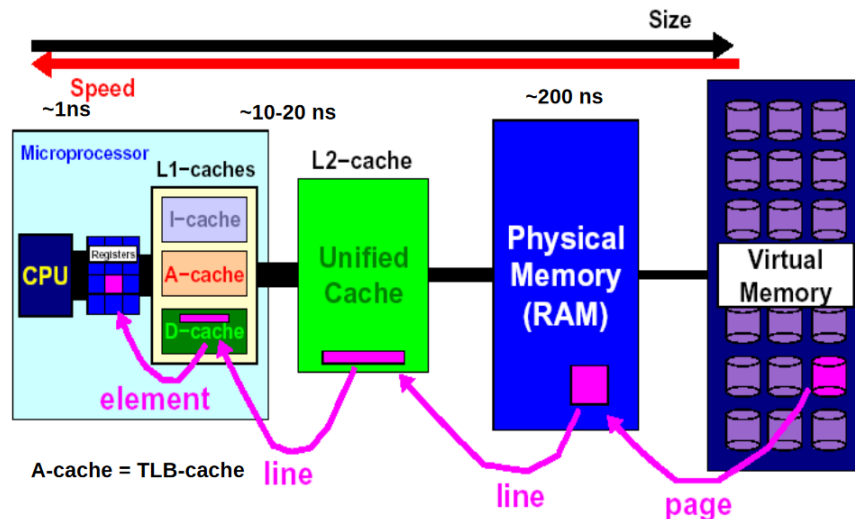 Size
Speed
~1ns
~10-20 ns
~200 ns
Microprocessor
L1-caches
L2-cache
I-cache
Registers
CPU
A-cache
D-cache
Unified
Cache
Physical
Memory
(RAM)
Virtual
Memory
element
line
line
page
A-cache = TLB-cache